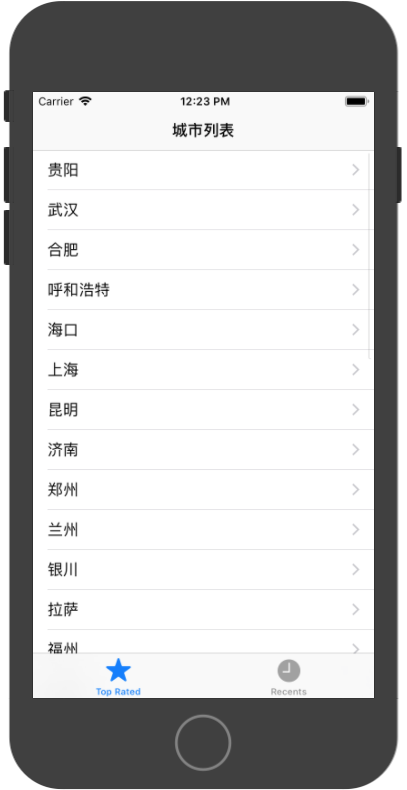 Carrier 12:23 PM
城市列表
贵阳
武汉
合肥
呼和浩特
海口
上海
昆明
济南
郑州
兰州
银川
拉萨
福州
Top Rated Recents